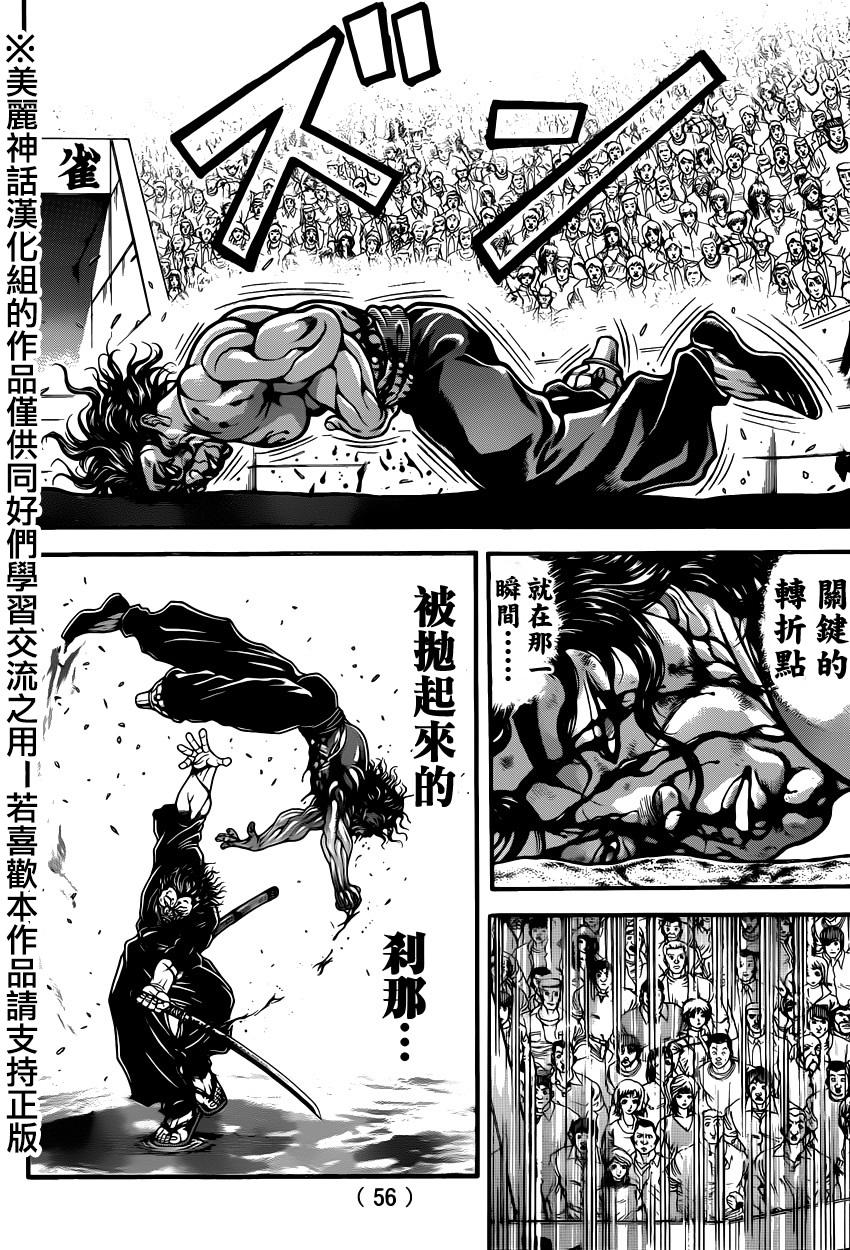 ズン
雀
關鍵的
轉折點
就在那一
瞬間……
被拋起來的
剎那…
（56）
ー※美麗神話漢化組的作品僅供同好們學習交流之用ー若喜歡本作品請支持正版ー